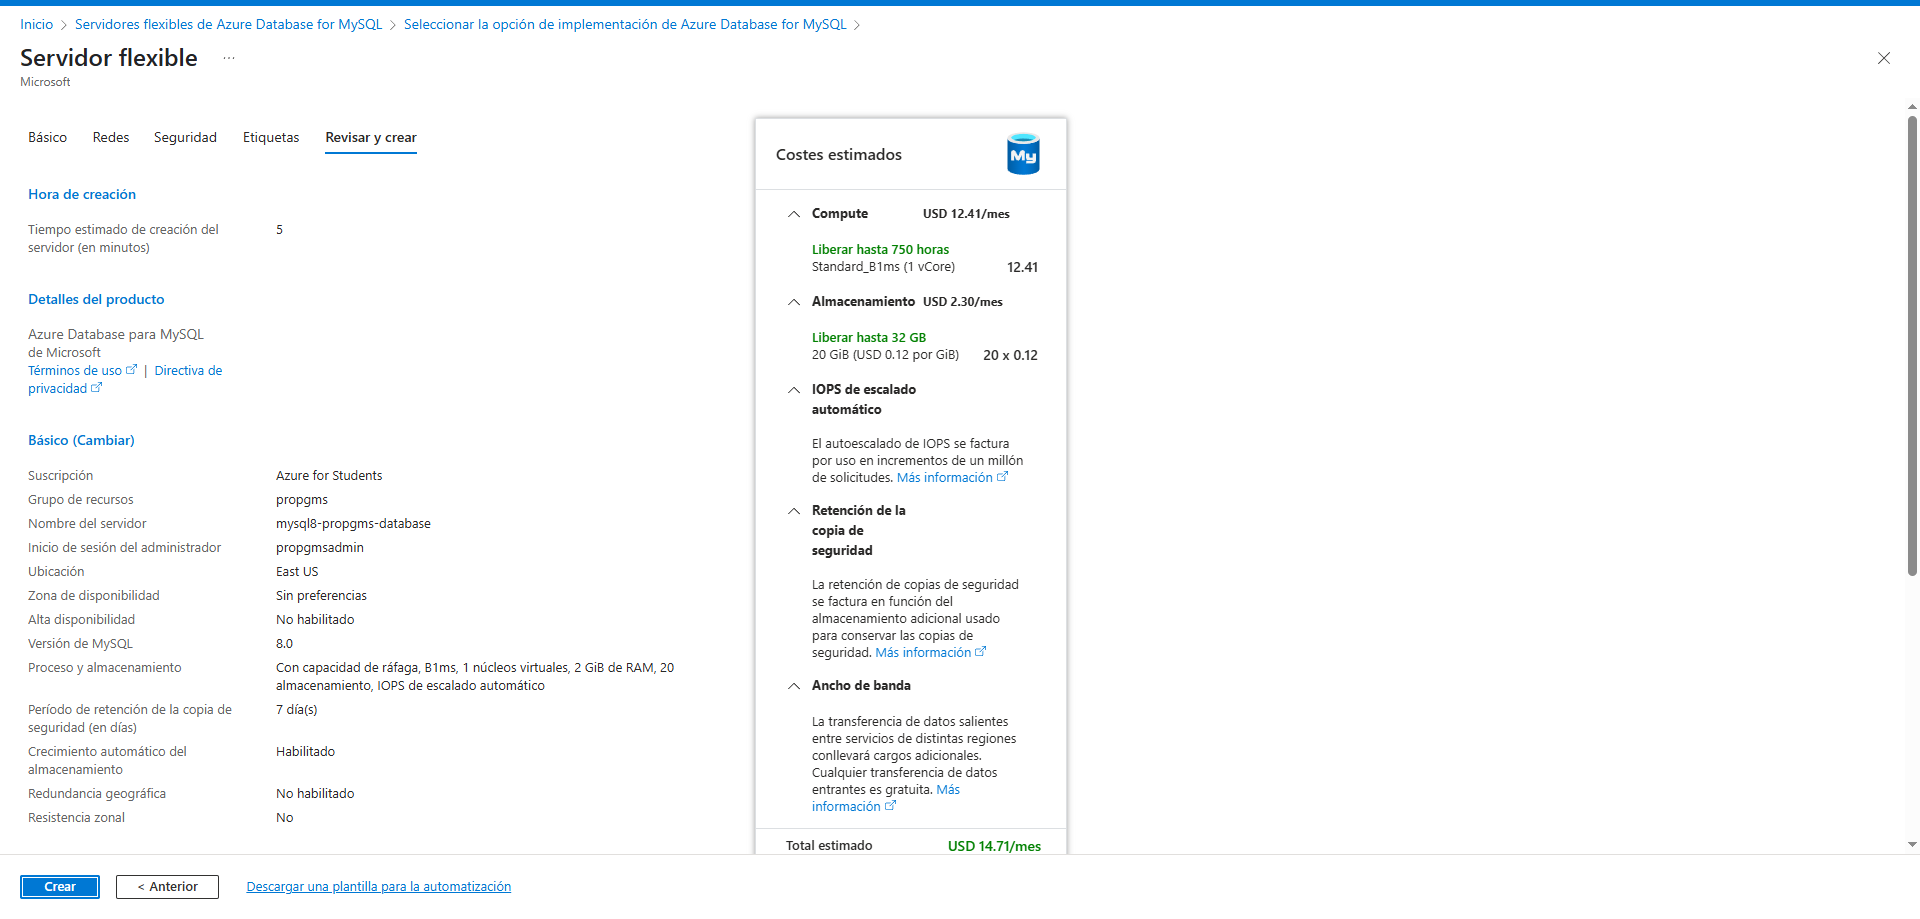 Inicio > Servidores flexibles de Azure Database for MySQL > Seleccionar la opción de implementación de Azure Database for MySQL >
Servidor flexible ...
Microsoft
Básico Redes Seguridad Etiquetas Revisar y crear
Hora de creación
Tiempo estimado de creación del 5
servidor (en minutos)
Detalles del producto
Azure Database para MySQL
de Microsoft
Términos de uso | Directiva de
privacidad
Básico (Cambiar)
Suscripción Azure for Students
Grupo de recursos propgms
Nombre del servidor mysql8-propgms-database
Inicio de sesión del administrador propgmsadmin
Ubicación East US
Zona de disponibilidad Sin preferencias
Alta disponibilidad No habilitado
Versión de MySQL 8.0
Proceso y almacenamiento Con capacidad de ráfaga, B1ms, 1 núcleos virtuales, 2 GiB de RAM, 20
almacenamiento, IOPS de escalado automático
Período de retención de la copia de 7 día(s)
seguridad (en días)
Crecimiento automático del Habilitado
almacenamiento
Redundancia geográfica No habilitado
Resistencia zonal No
Costes estimados
My
Compute USD 12.41/mes
Liberar hasta 750 horas
Standard_B1ms (1 vCore) 12.41
Almacenamiento USD 2.30/mes
Liberar hasta 32 GB
20 GiB (USD 0.12 por GiB) 20 x 0.12
IOPS de escalado
automático
El autoescalado de IOPS se factura
por uso en incrementos de un millón
de solicitudes. Más información
Retención de la
copia de
seguridad
La retención de copias de seguridad
se factura en función del
almacenamiento adicional usado
para conservar las copias de
seguridad. Más información
Ancho de banda
La transferencia de datos salientes
entre servicios de distintas regiones
conllevará cargos adicionales.
Cualquier transferencia de datos
entrantes es gratuita. Más
información
Total estimado USD 14.71/mes
Crear < Anterior Descargar una plantilla para la automatización